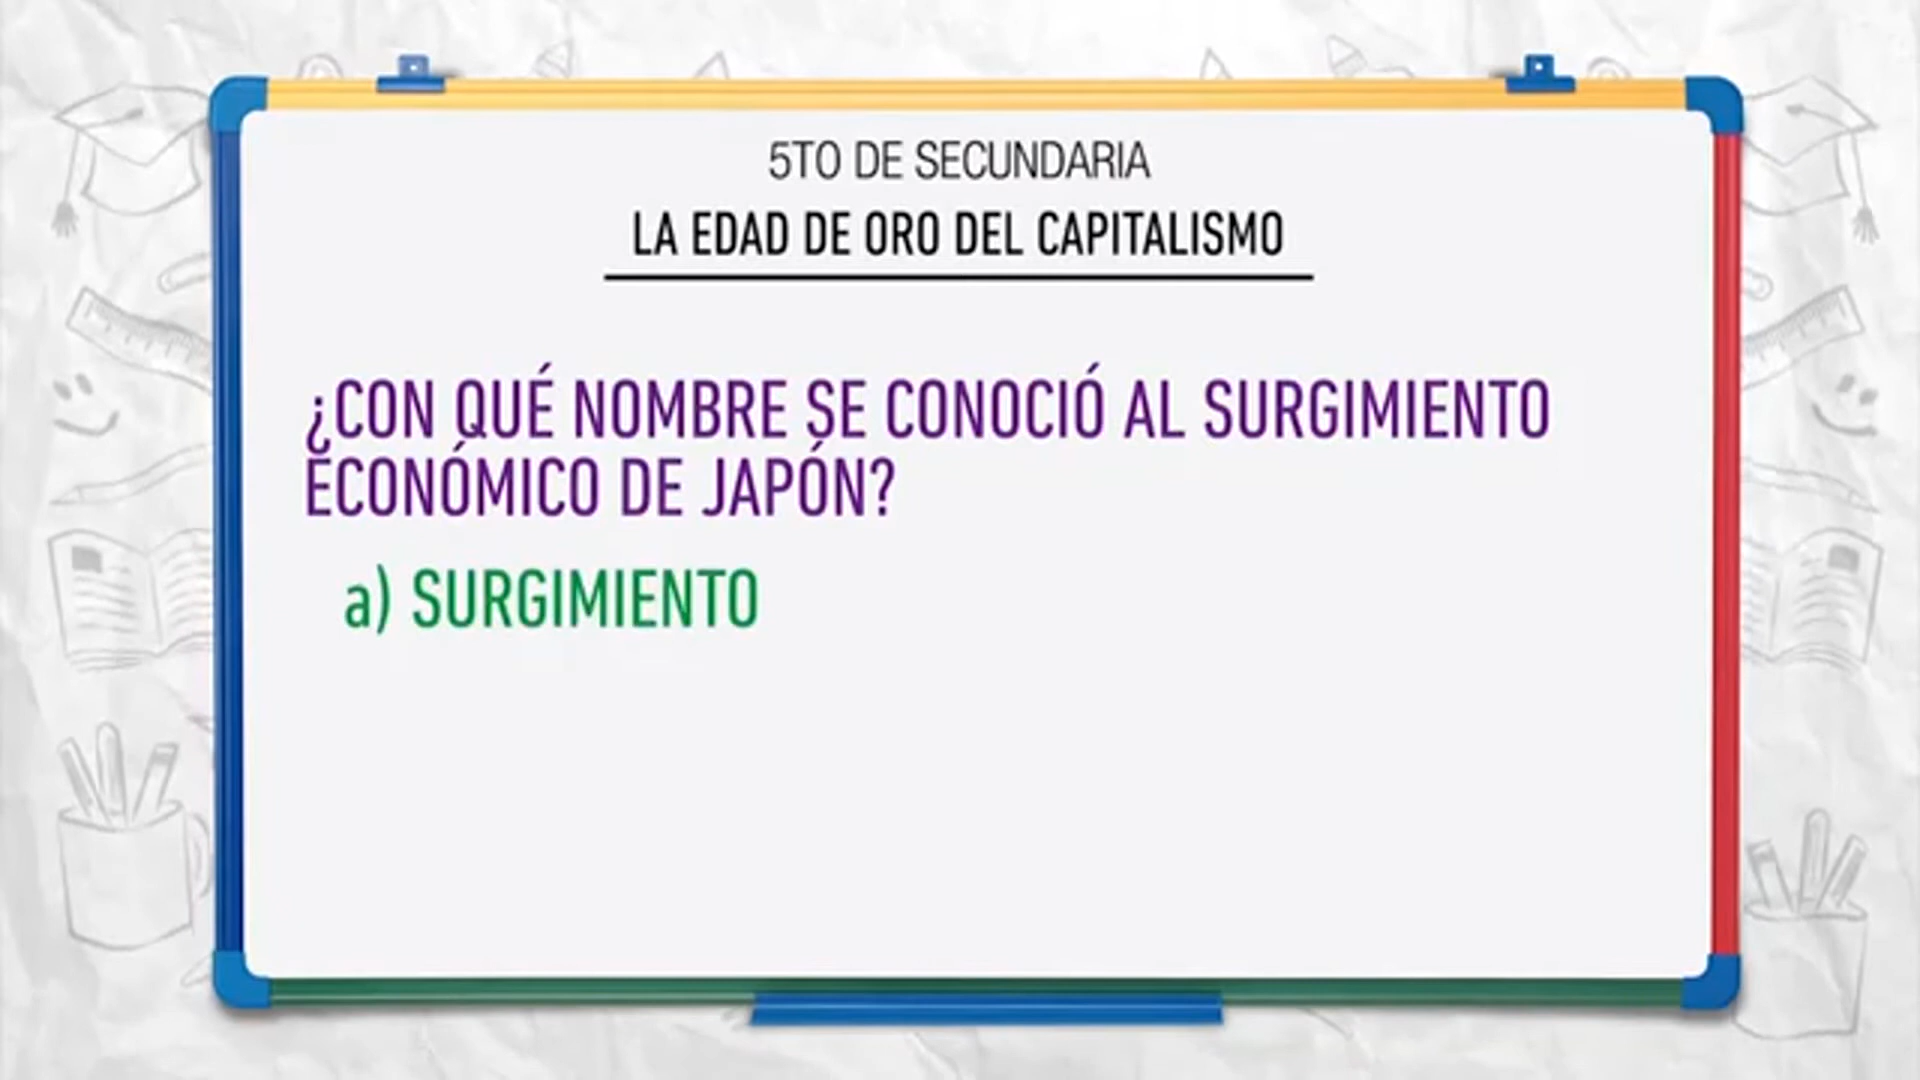 5TO DE SECUNDARIA
LA EDAD DE ORO DEL CAPITALISMO
¿CON QUÉ NOMBRE SE CONOCIÓ AL SURGIMIENTO
ECONÓMICO DE JAPÓN?
a) SURGIMIENTO